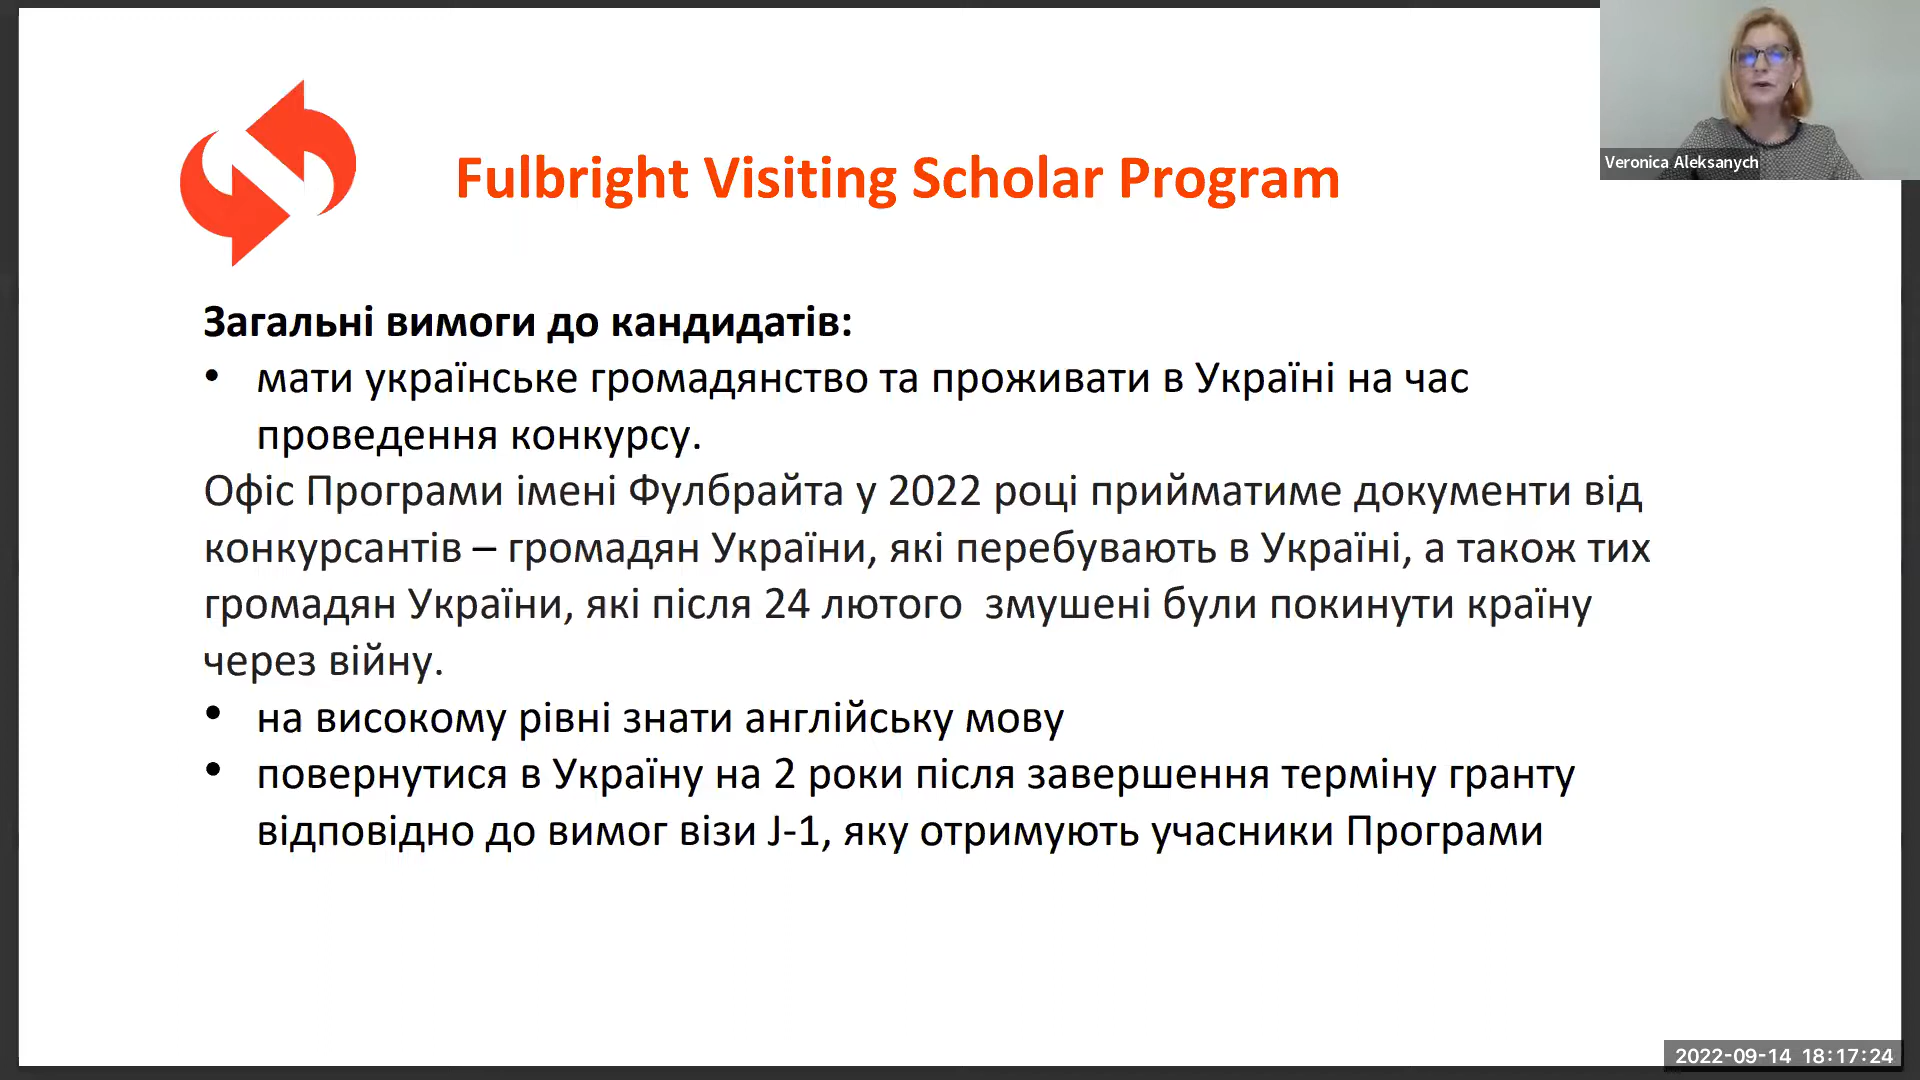 Veronica Aleksanych
Fulbright Visiting Scholar Program
Загальні вимоги до кандидатів:
• мати українське громадянство та проживати в Україні на час
проведення конкурсу.
Офіс Програми імені Фулбрайта у 2022 році прийматиме документи від
конкурсантів – громадян України, які перебувають в Україні, а також тих
громадян України, які після 24 лютого  змушені були покинути країну
через війну.
• на високому рівні знати англійську мову
• повернутися в Україну на 2 роки після завершення терміну гранту
відповідно до вимог візи J-1, яку отримують учасники Програми
2022-09-14 18:17:24